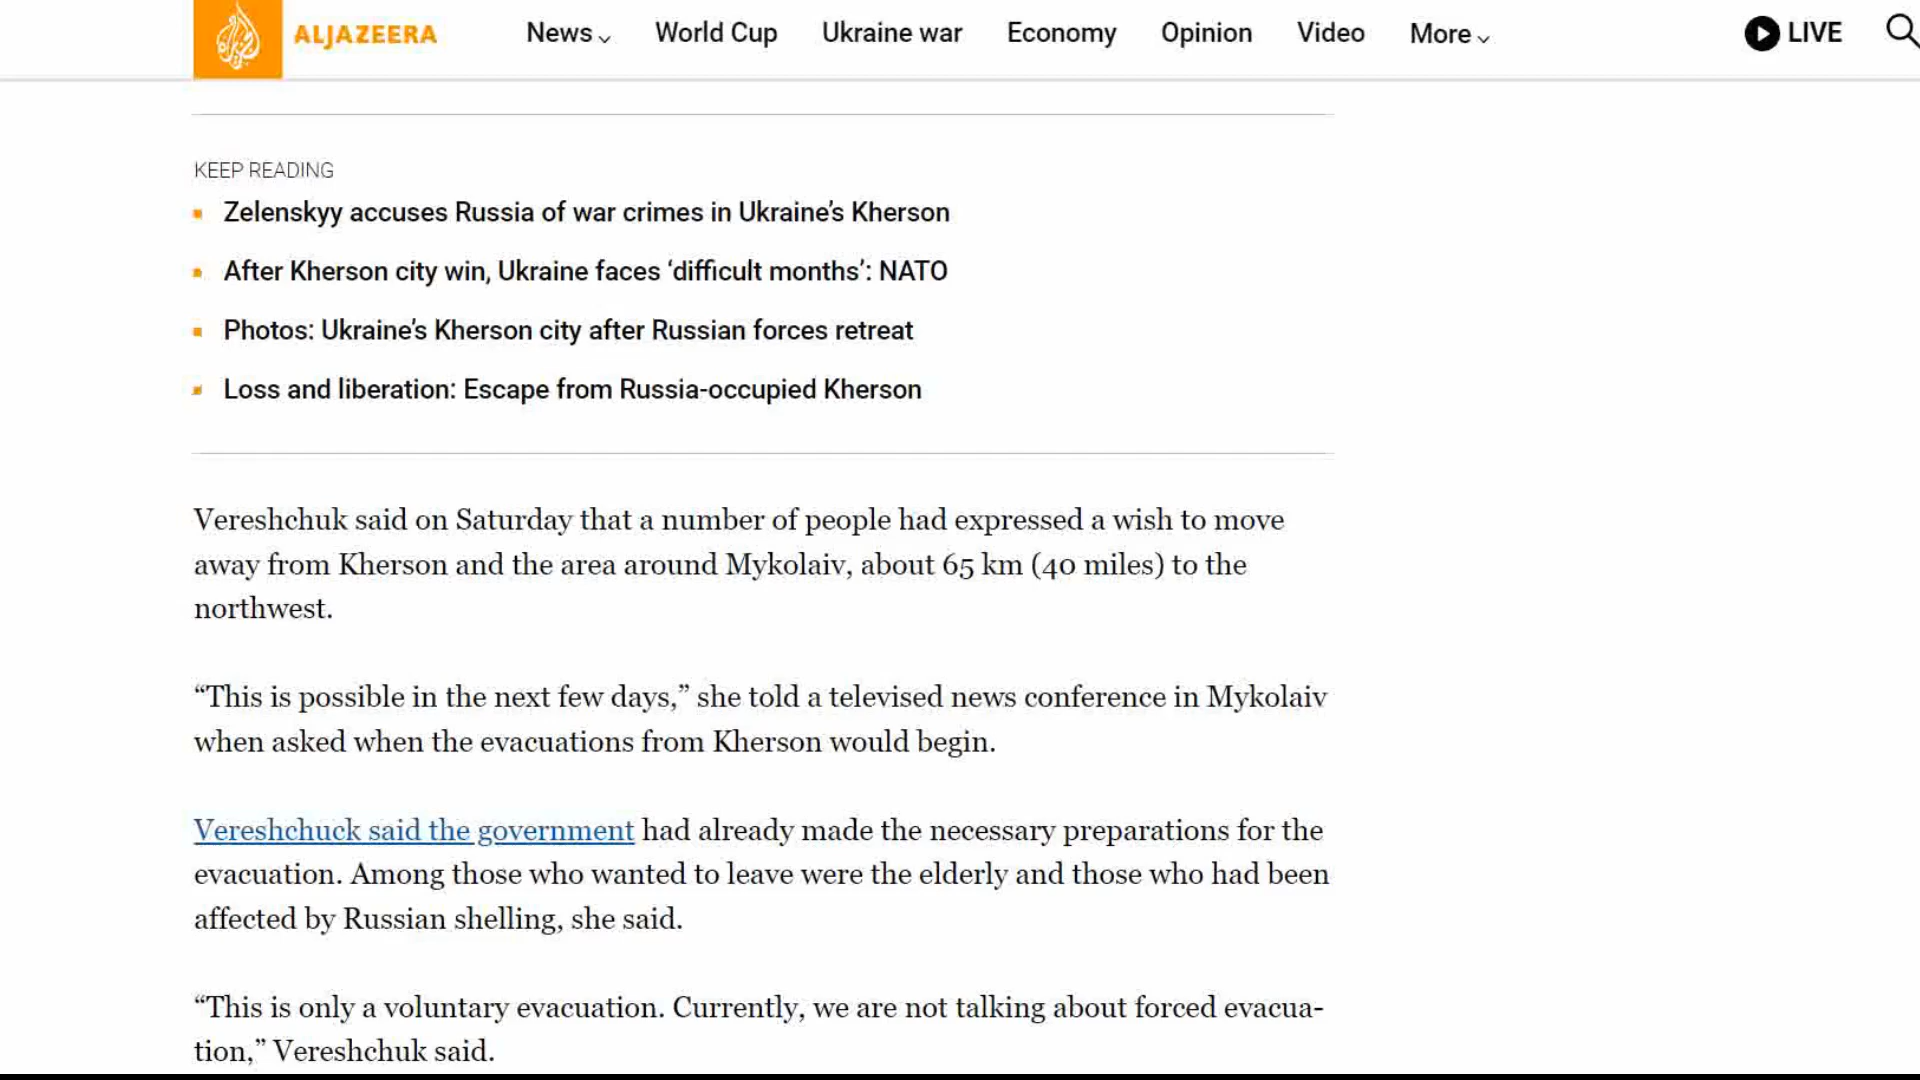 ALJAZEERA News World Cup Ukraine war Economy Opinion Video More LIVE
KEEP READING
Zelenskyy accuses Russia of war crimes in Ukraine’s Kherson
After Kherson city win, Ukraine faces ‘difficult months’: NATO
Photos: Ukraine’s Kherson city after Russian forces retreat
Loss and liberation: Escape from Russia-occupied Kherson
Vereshchuk said on Saturday that a number of people had expressed a wish to move
away from Kherson and the area around Mykolaiv, about 65 km (40 miles) to the
northwest.
“This is possible in the next few days,” she told a televised news conference in Mykolaiv
when asked when the evacuations from Kherson would begin.
Vereshchuck said the government had already made the necessary preparations for the
evacuation. Among those who wanted to leave were the elderly and those who had been
affected by Russian shelling, she said.
“This is only a voluntary evacuation. Currently, we are not talking about forced evacua-
tion,” Vereshchuk said.